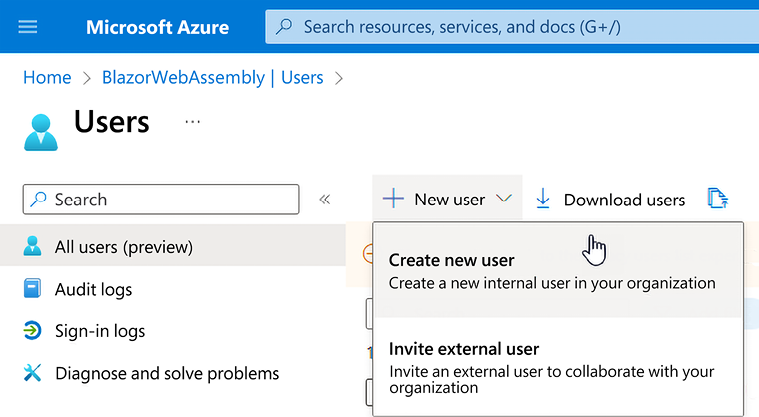 Microsoft Azure
Search resources, services, and docs (G+/)
Home > BlazorWebAssembly | Users >
Users ...
Search «
New user
Download users
All users (preview)
Audit logs
Sign-in logs
Diagnose and solve problems
Create new user
Create a new internal user in your organization
Invite external user
Invite an external user to collaborate with your
organization